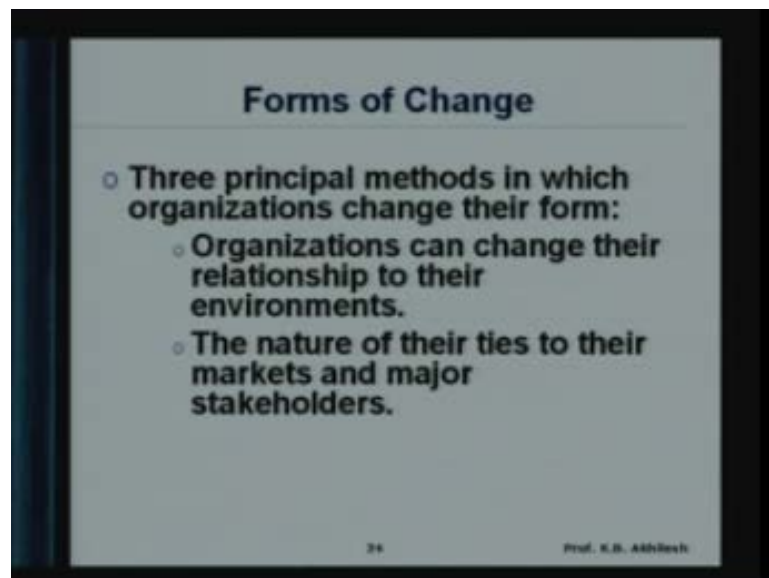 Forms of Change
o Three principal methods in which
organizations change their form:
o Organizations can change their
relationship to their
environments.
o The nature of their ties to their
markets and major
stakeholders.
Prof. K.B. Akhilesh